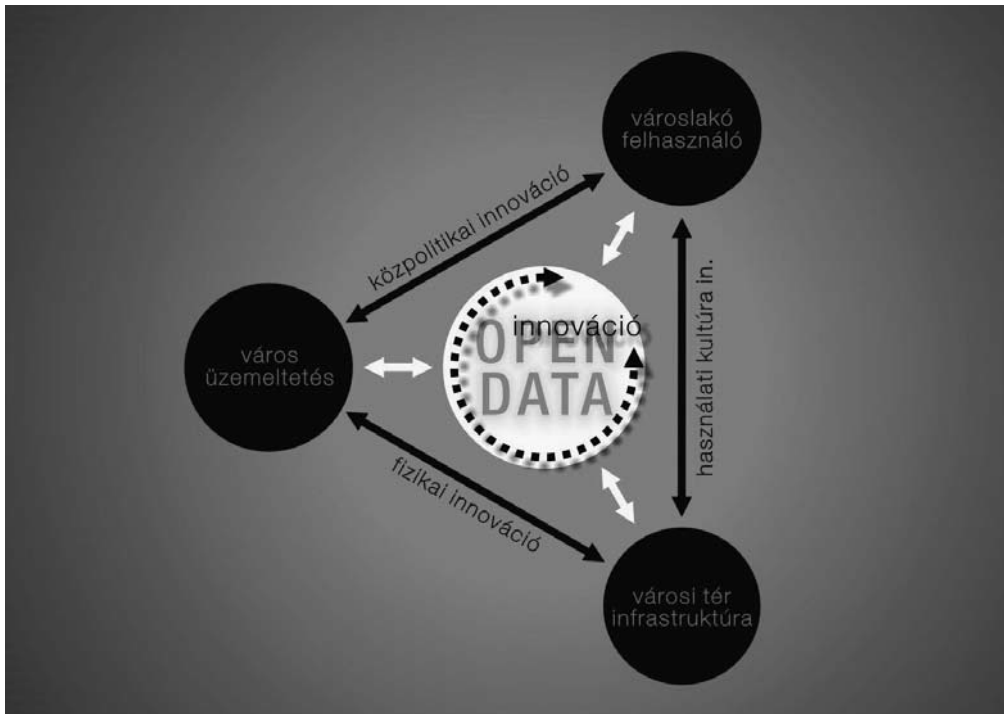 városlakó
felhasználó
közpolitikai innováció
innováció
OPEN
DATA
város
üzemeltetés
használati kultúra in.
fizikai innováció
városi tér
infrastruktúra